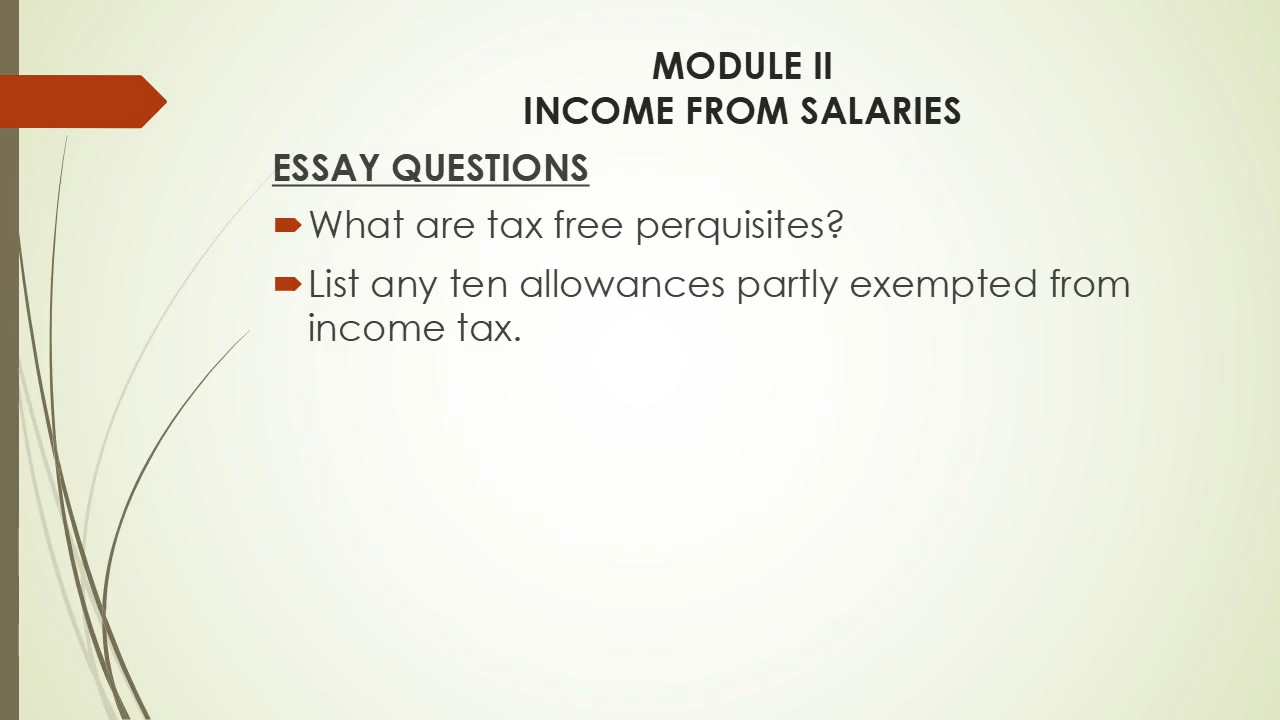 MODULE II
INCOME FROM SALARIES
ESSAY QUESTIONS
What are tax free perquisites?
List any ten allowances partly exempted from
income tax.